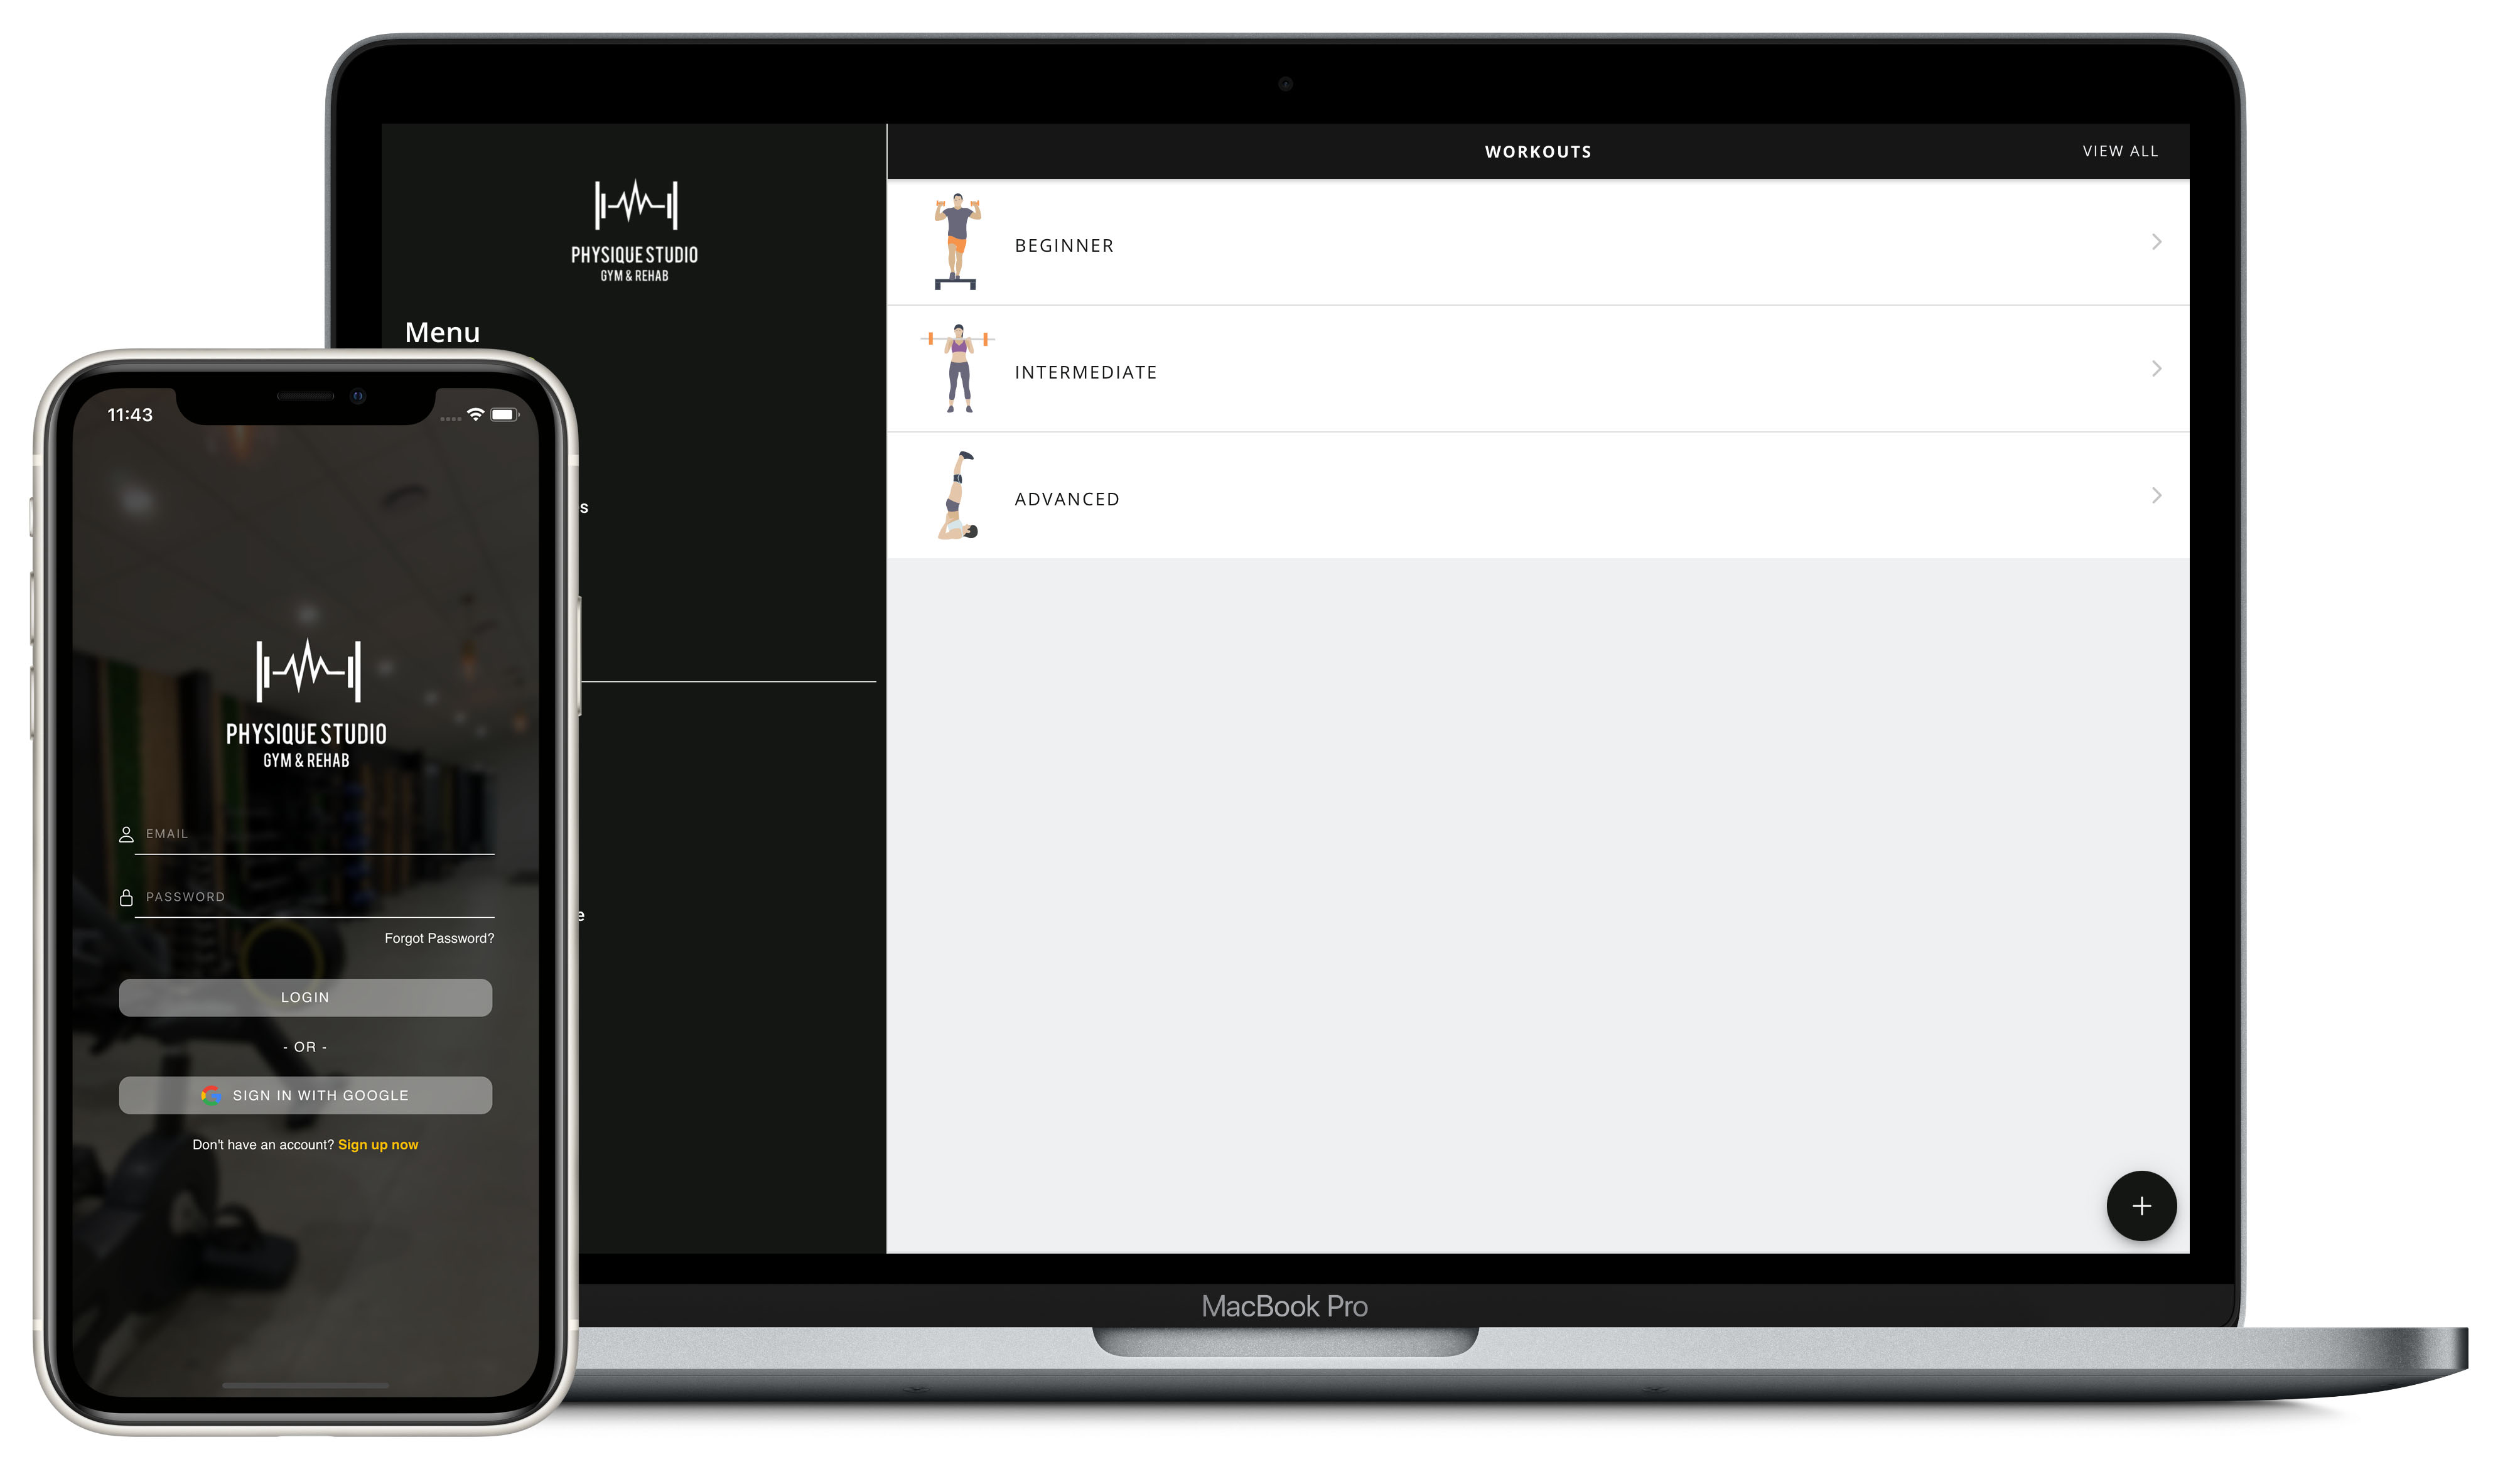 PHYSIQUE STUDIO
GYM & REHAB
Menu
s
e
WORKOUTS
VIEW ALL
BEGINNER
INTERMEDIATE
ADVANCED
MacBook Pro
11:43
PHYSIQUE STUDIO
GYM & REHAB
EMAIL
PASSWORD
Forgot Password?
LOGIN
- OR -
SIGN IN WITH GOOGLE
Don't have an account? Sign up now